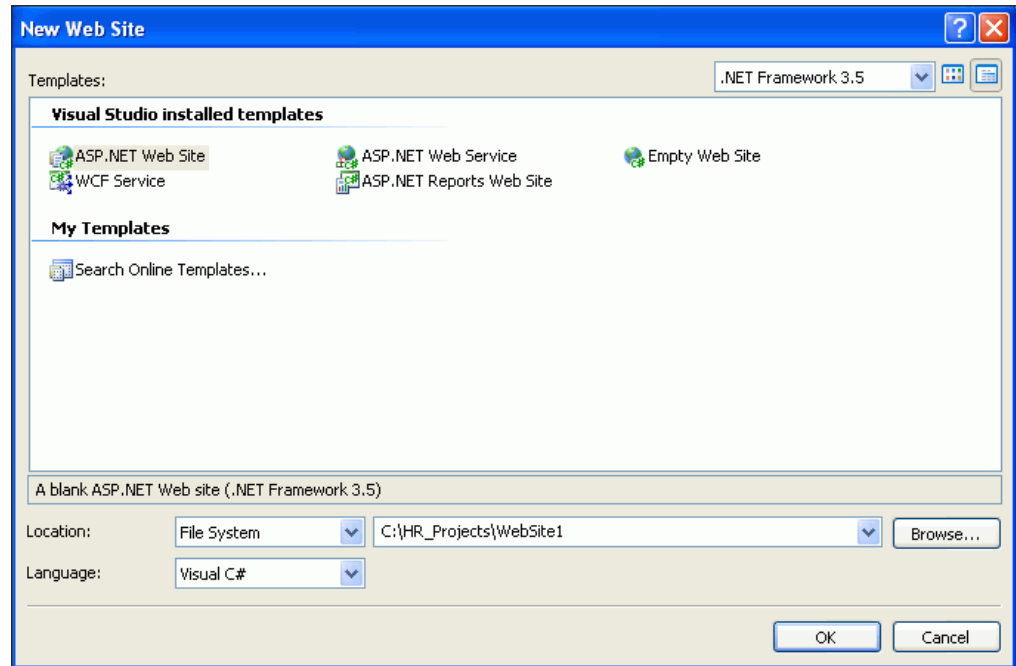 New Web Site
Templates:
.NET Framework 3.5
Visual Studio installed templates
ASP.NET Web Site
ASP.NET Web Service
Empty Web Site
WCF Service
ASP.NET Reports Web Site
My Templates
Search Online Templates...
A blank ASP.NET Web site (.NET Framework 3.5)
Location:
File System
C:\HR_Projects\WebSite1
Browse...
Language:
Visual C#
OK
Cancel